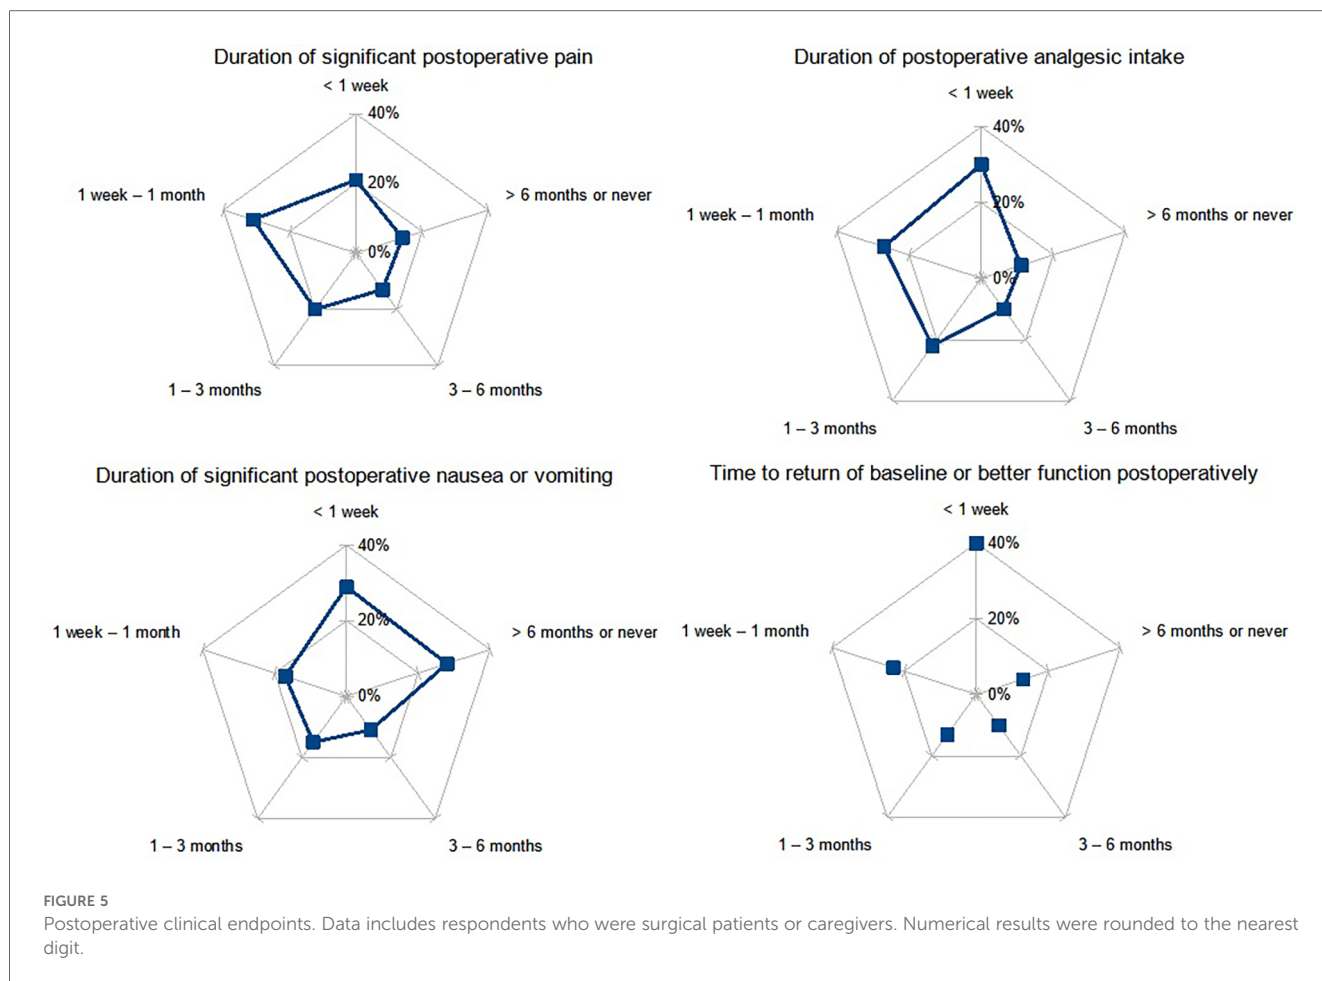 Duration of significant postoperative pain
< 1 week
40%
1 week – 1 month
20%
> 6 months or never
0%
1 – 3 months
3 – 6 months
Duration of postoperative analgesic intake
< 1 week
40%
1 week – 1 month
20%
> 6 months or never
0%
1 – 3 months
3 – 6 months
Duration of significant postoperative nausea or vomiting
< 1 week
40%
1 week – 1 month
20%
> 6 months or never
0%
1 – 3 months
3 – 6 months
Time to return of baseline or better function postoperatively
< 1 week
40%
1 week – 1 month
20%
> 6 months or never
0%
1 – 3 months
3 – 6 months
FIGURE 5
Postoperative clinical endpoints. Data includes respondents who were surgical patients or caregivers. Numerical results were rounded to the nearest
digit.